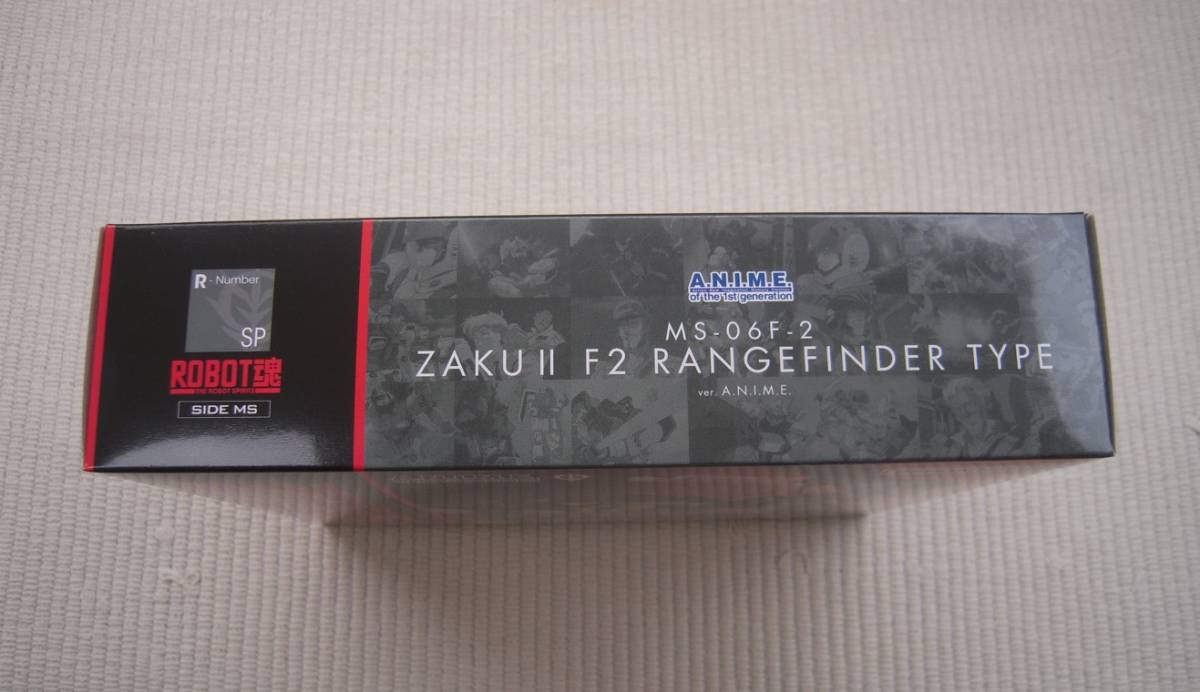 R-Number
SP
ROBOT魂
THE ROBOT SPIRITS
SIDE MS
A.N.I.M.E.
of the 1st generation
MS-06F-2
ZAKU II F2 RANGEFINDER TYPE
ver. A.N.I.M.E.